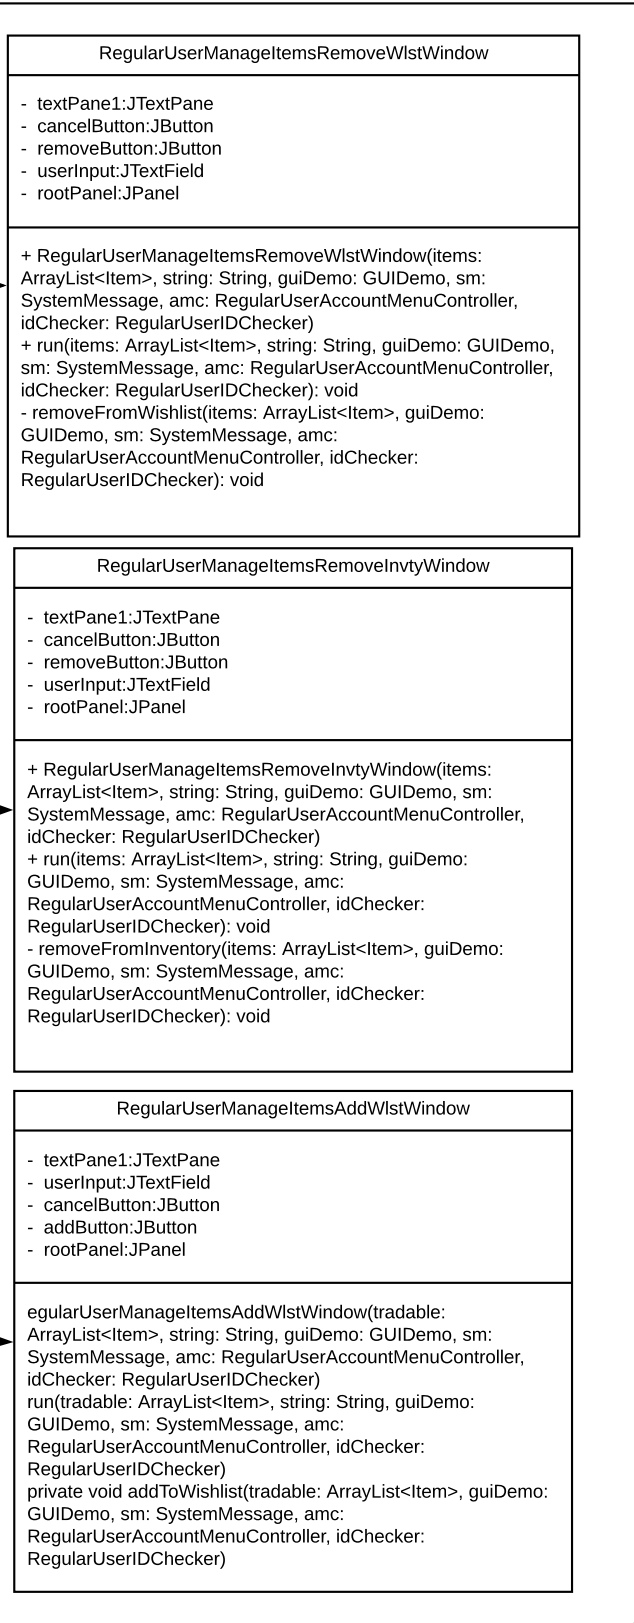 RegularUserManageItemsRemoveWlstWindow
- textPane1:JTextPane
- cancelButton:JButton
- removeButton:JButton
- userInput:JTextField
- rootPanel:JPanel
+ RegularUserManageItemsRemoveWlstWindow(items:
ArrayList<Item>, string: String, guiDemo: GUIDemo, sm:
SystemMessage, amc: RegularUserAccountMenuController,
idChecker: RegularUserIDChecker)
+ run(items: ArrayList<Item>, string: String, guiDemo: GUIDemo,
sm: SystemMessage, amc: RegularUserAccountMenuController,
idChecker: RegularUserIDChecker): void
- removeFromWishlist(items: ArrayList<Item>, guiDemo:
GUIDemo, sm: SystemMessage, amc:
RegularUserAccountMenuController, idChecker:
RegularUserIDChecker): void
RegularUserManageItemsRemoveInvtyWindow
- textPane1:JTextPane
- cancelButton:JButton
- removeButton:JButton
- userInput:JTextField
- rootPanel:JPanel
+ RegularUserManageItemsRemoveInvtyWindow(items:
ArrayList<Item>, string: String, guiDemo: GUIDemo, sm:
SystemMessage, amc: RegularUserAccountMenuController,
idChecker: RegularUserIDChecker)
+ run(items: ArrayList<Item>, string: String, guiDemo:
GUIDemo, sm: SystemMessage, amc:
RegularUserAccountMenuController, idChecker:
RegularUserIDChecker): void
- removeFromInventory(items: ArrayList<Item>, guiDemo:
GUIDemo, sm: SystemMessage, amc:
RegularUserAccountMenuController, idChecker:
RegularUserIDChecker): void
RegularUserManageItemsAddWlstWindow
- textPane1:JTextPane
- userInput:JTextField
- cancelButton:JButton
- addButton:JButton
- rootPanel:JPanel
egularUserManageItemsAddWlstWindow(tradable:
ArrayList<Item>, string: String, guiDemo: GUIDemo, sm:
SystemMessage, amc: RegularUserAccountMenuController,
idChecker: RegularUserIDChecker)
run(tradable: ArrayList<Item>, string: String, guiDemo:
GUIDemo, sm: SystemMessage, amc:
RegularUserAccountMenuController, idChecker:
RegularUserIDChecker)
private void addToWishlist(tradable: ArrayList<Item>, guiDemo:
GUIDemo, sm: SystemMessage, amc:
RegularUserAccountMenuController, idChecker:
RegularUserIDChecker)